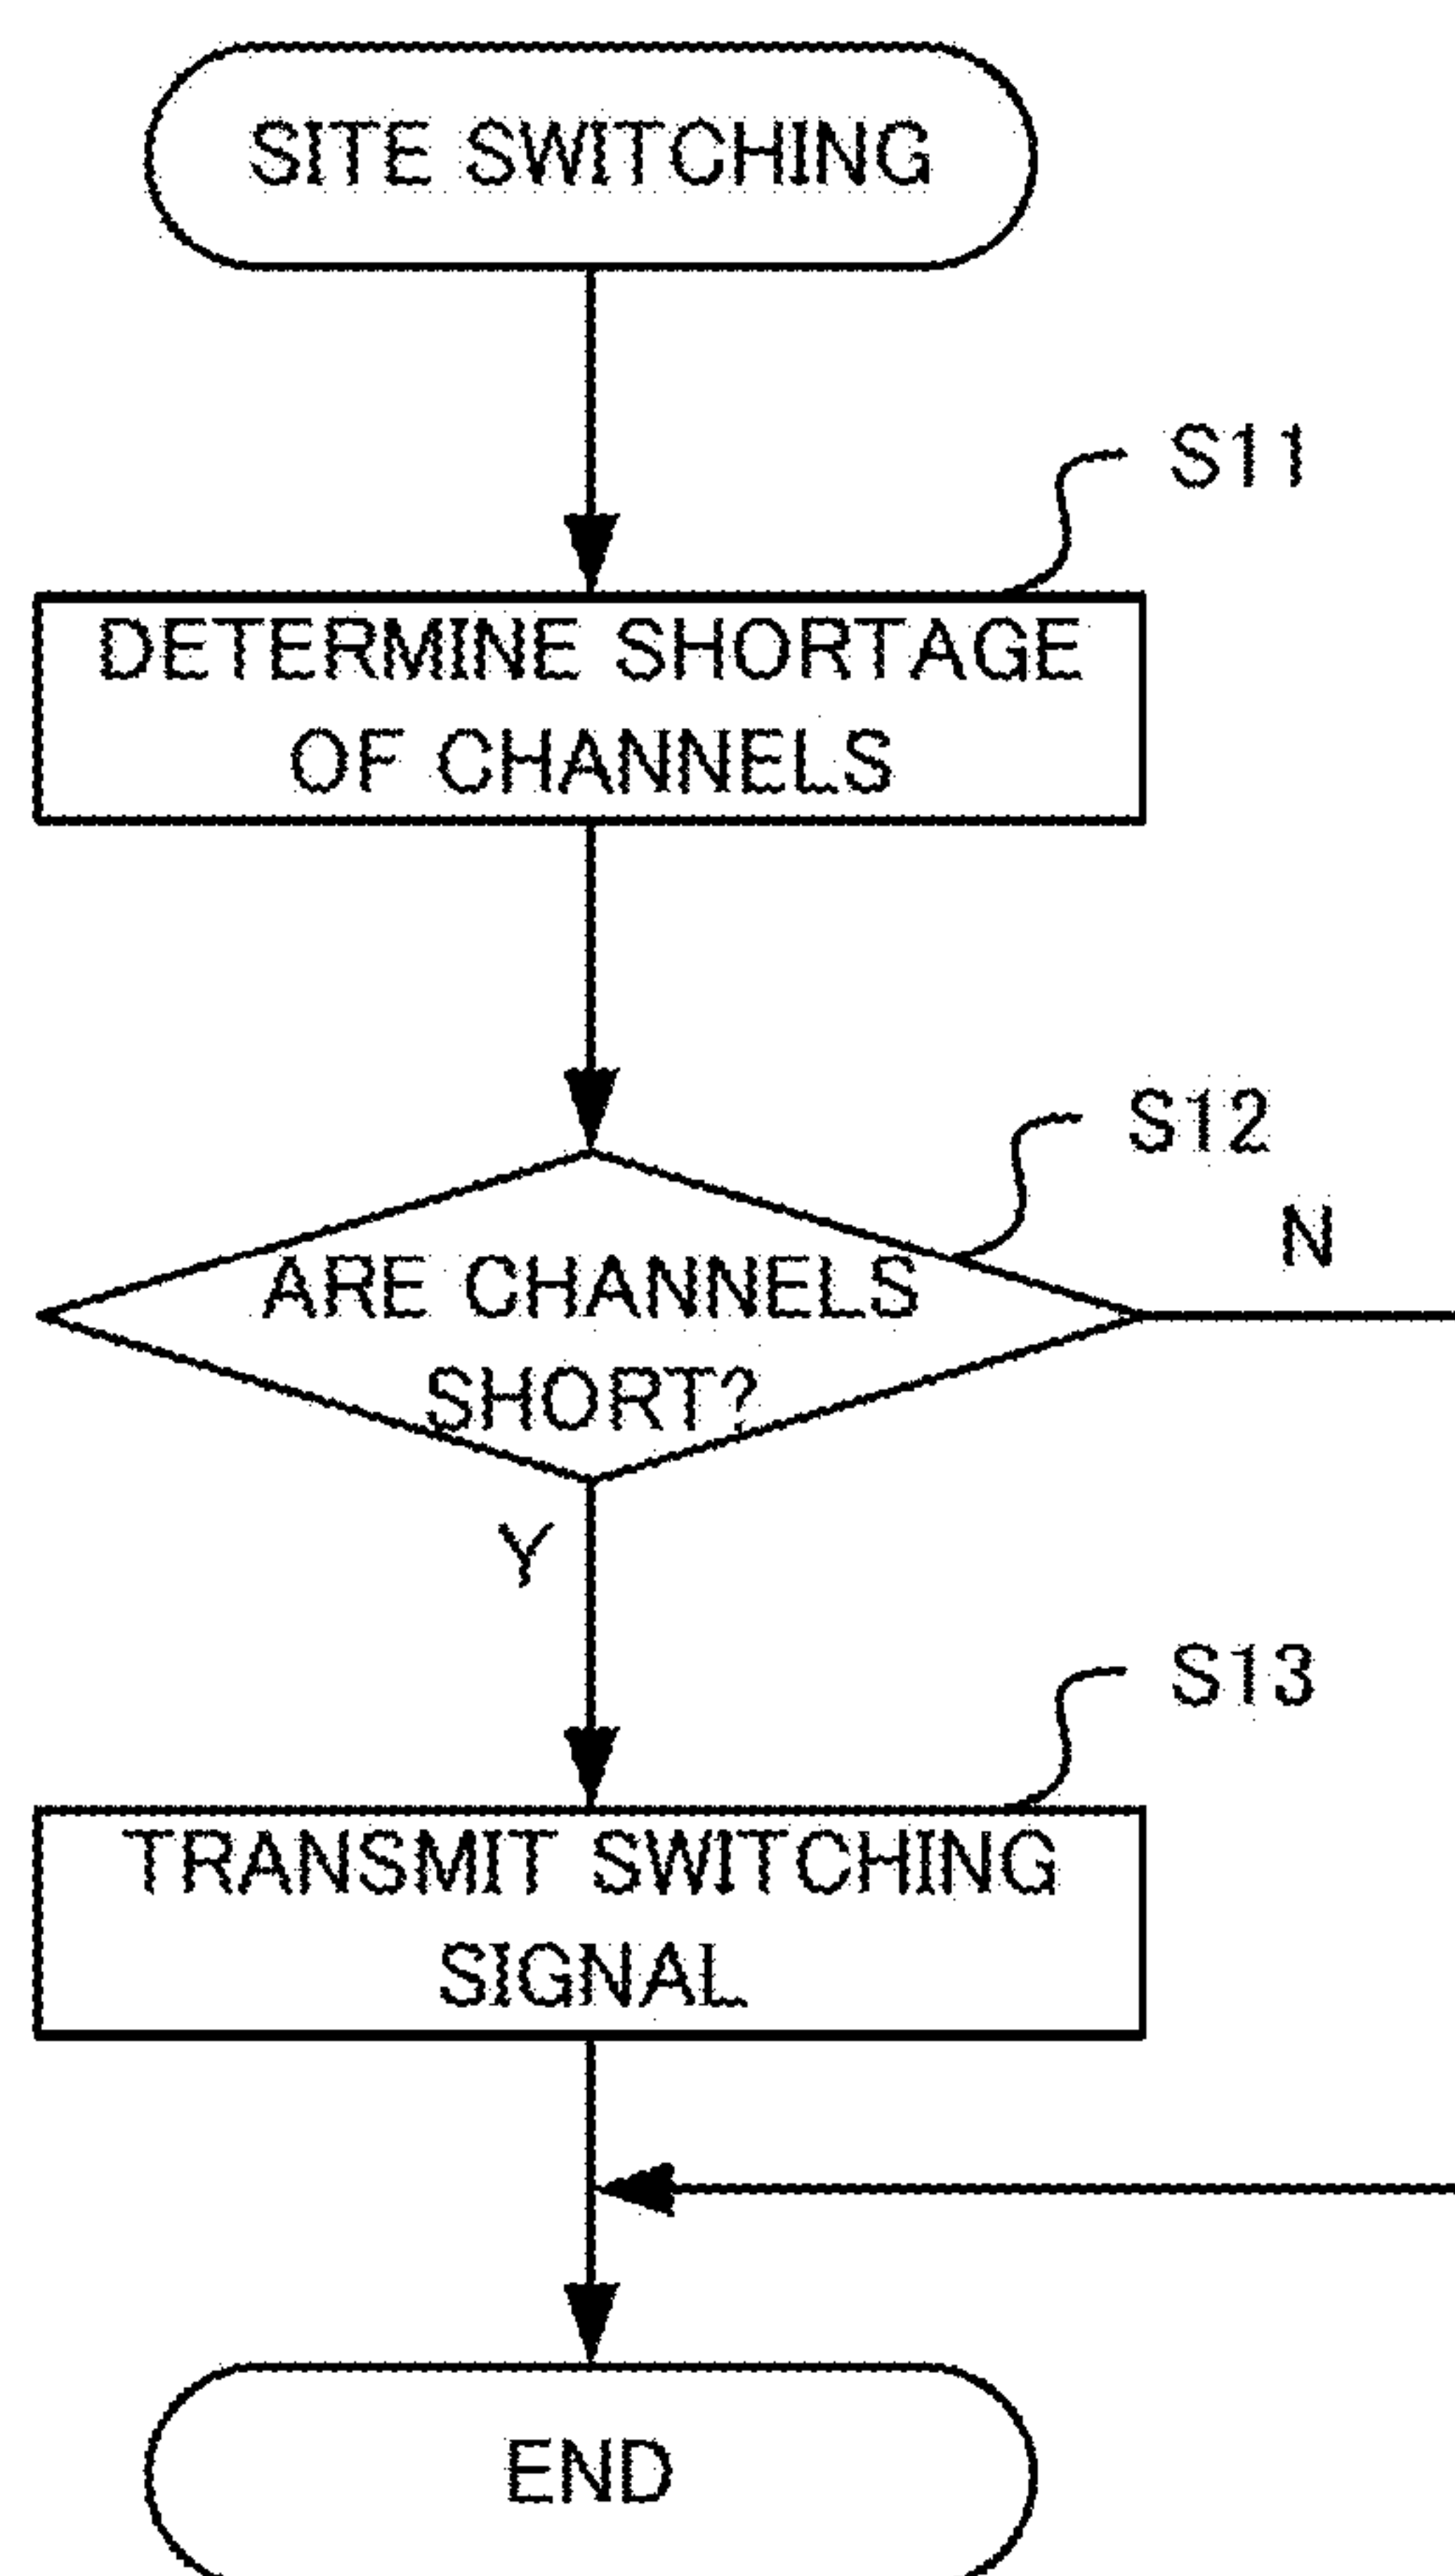 SITE SWITCHING
S11
DETERMINE SHORTAGE
OF CHANNELS
S12
N
ARE CHANNELS
SHORT?
Y
S13
TRANSMIT SWITCHING
SIGNAL
END